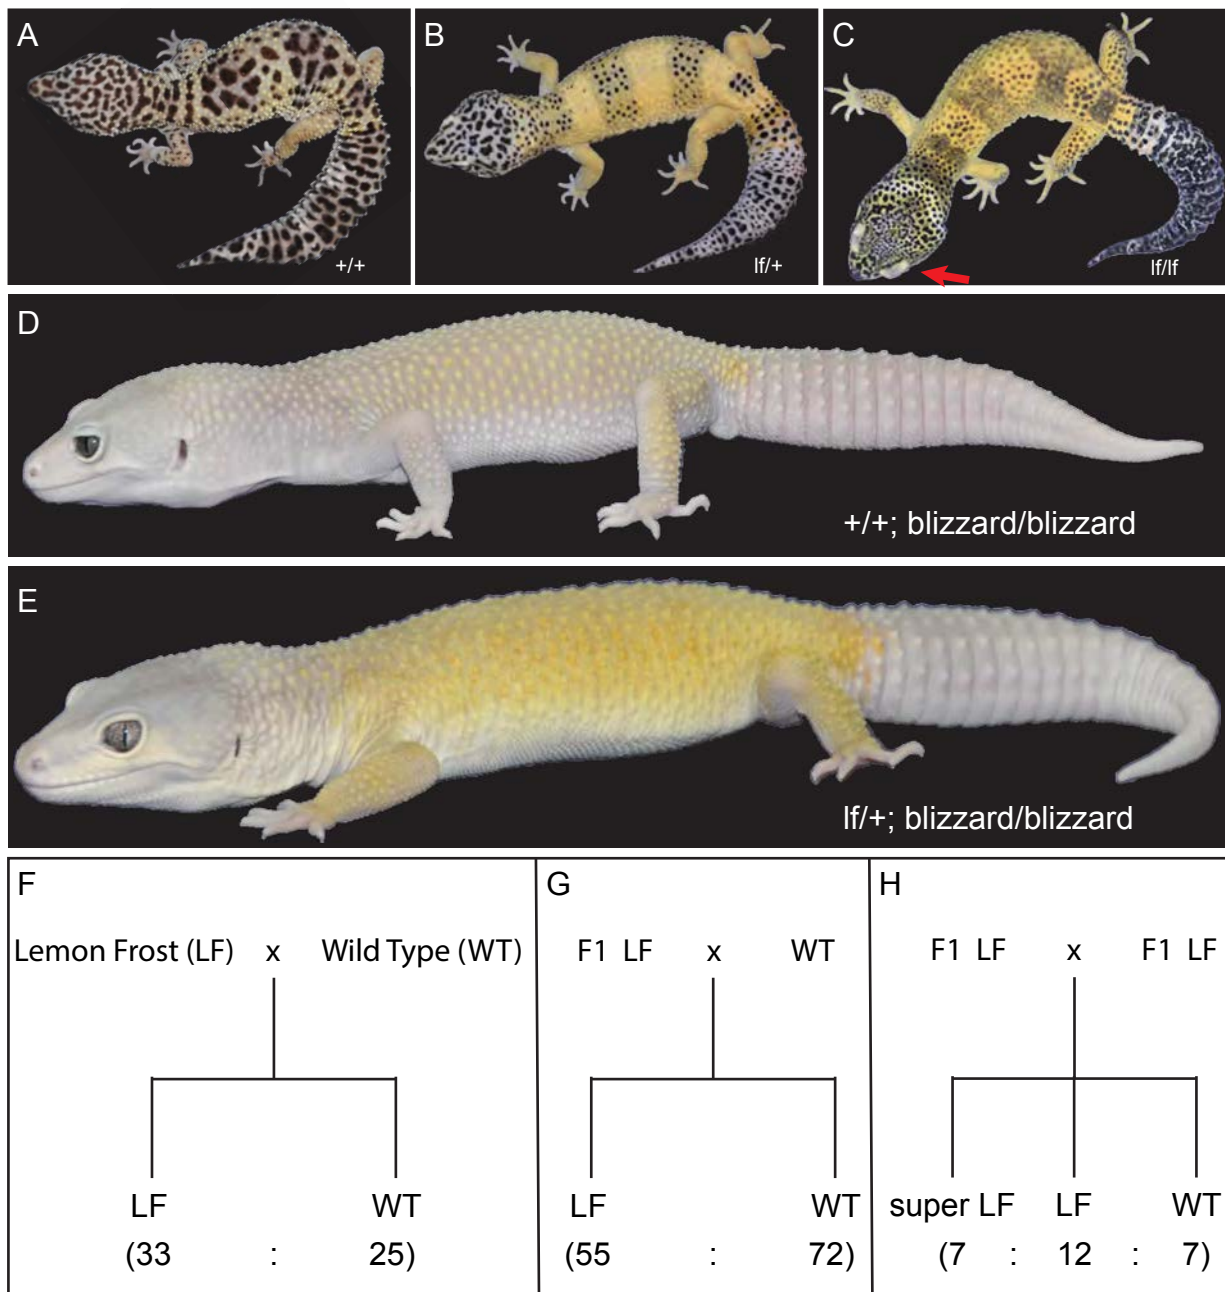 A
B
C
+/+
lf/+
lf/lf
D
+/+; blizzard/blizzard
E
lf/+; blizzard/blizzard
F
G
H
Lemon Frost (LF) x Wild Type (WT)
F1 LF x WT
F1 LF x F1 LF
LF WT
LF WT
super LF LF WT
(33 : 25)
(55 : 72)
(7 : 12 : 7)